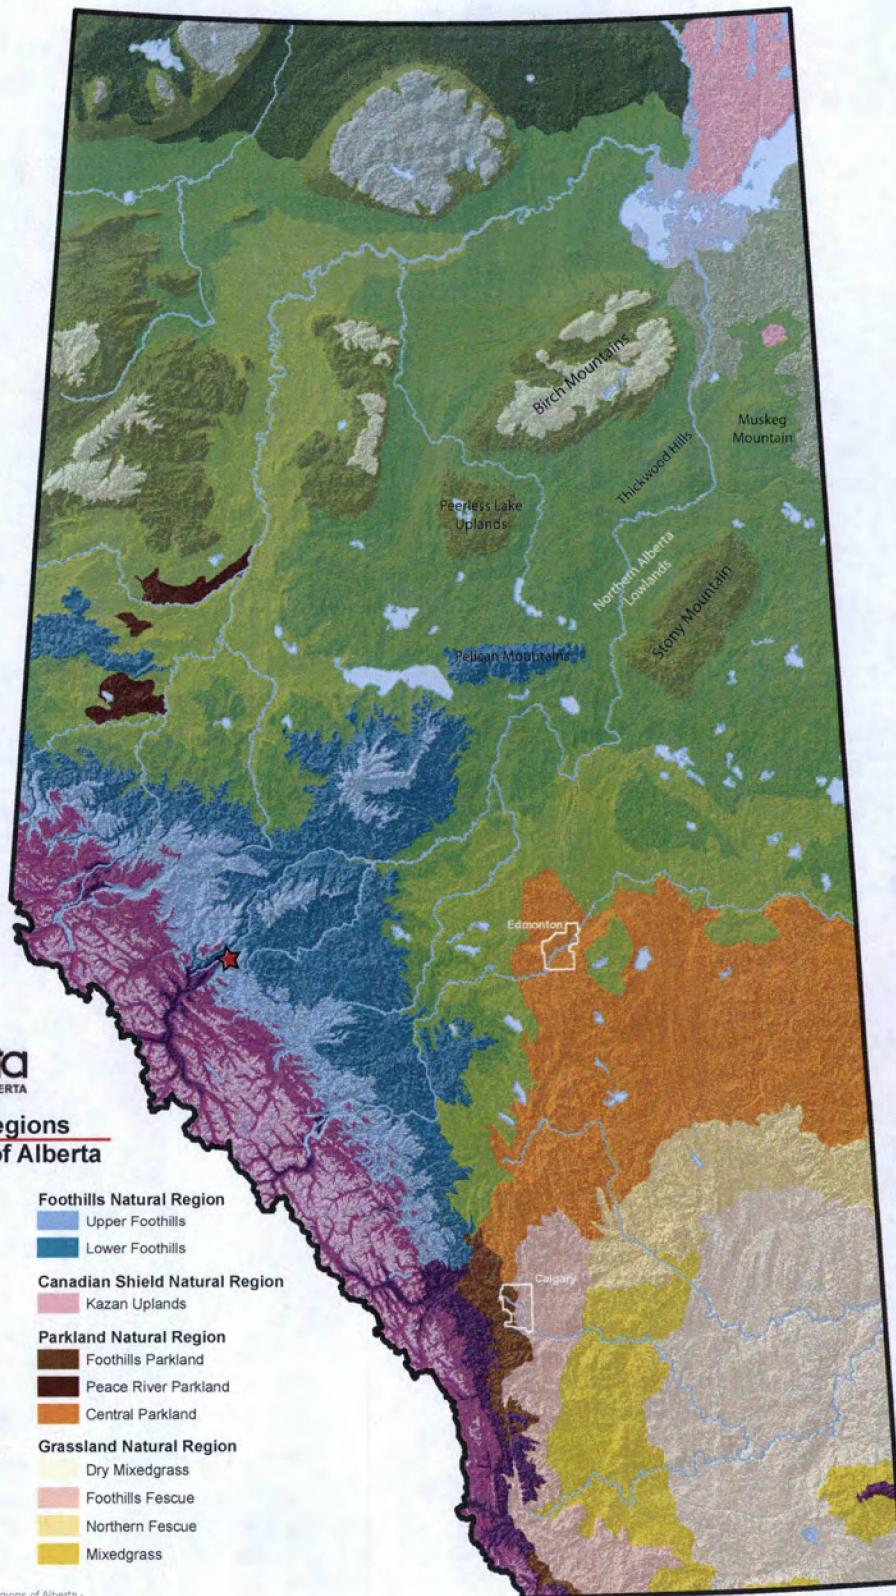 Birch Mountains
Muskeg
Mountain
Thickwood Hills
Peerless Lake
Uplands
Northern Alberta
Lowlands
Stony Mountain
Pelican Mountains
Edmonton
Calgary
of Alberta
Foothills Natural Region
Upper Foothills
Lower Foothills
Canadian Shield Natural Region
Kazan Uplands
Parkland Natural Region
Foothills Parkland
Peace River Parkland
Central Parkland
Grassland Natural Region
Dry Mixedgrass
Foothills Fescue
Northern Fescue
Mixedgrass